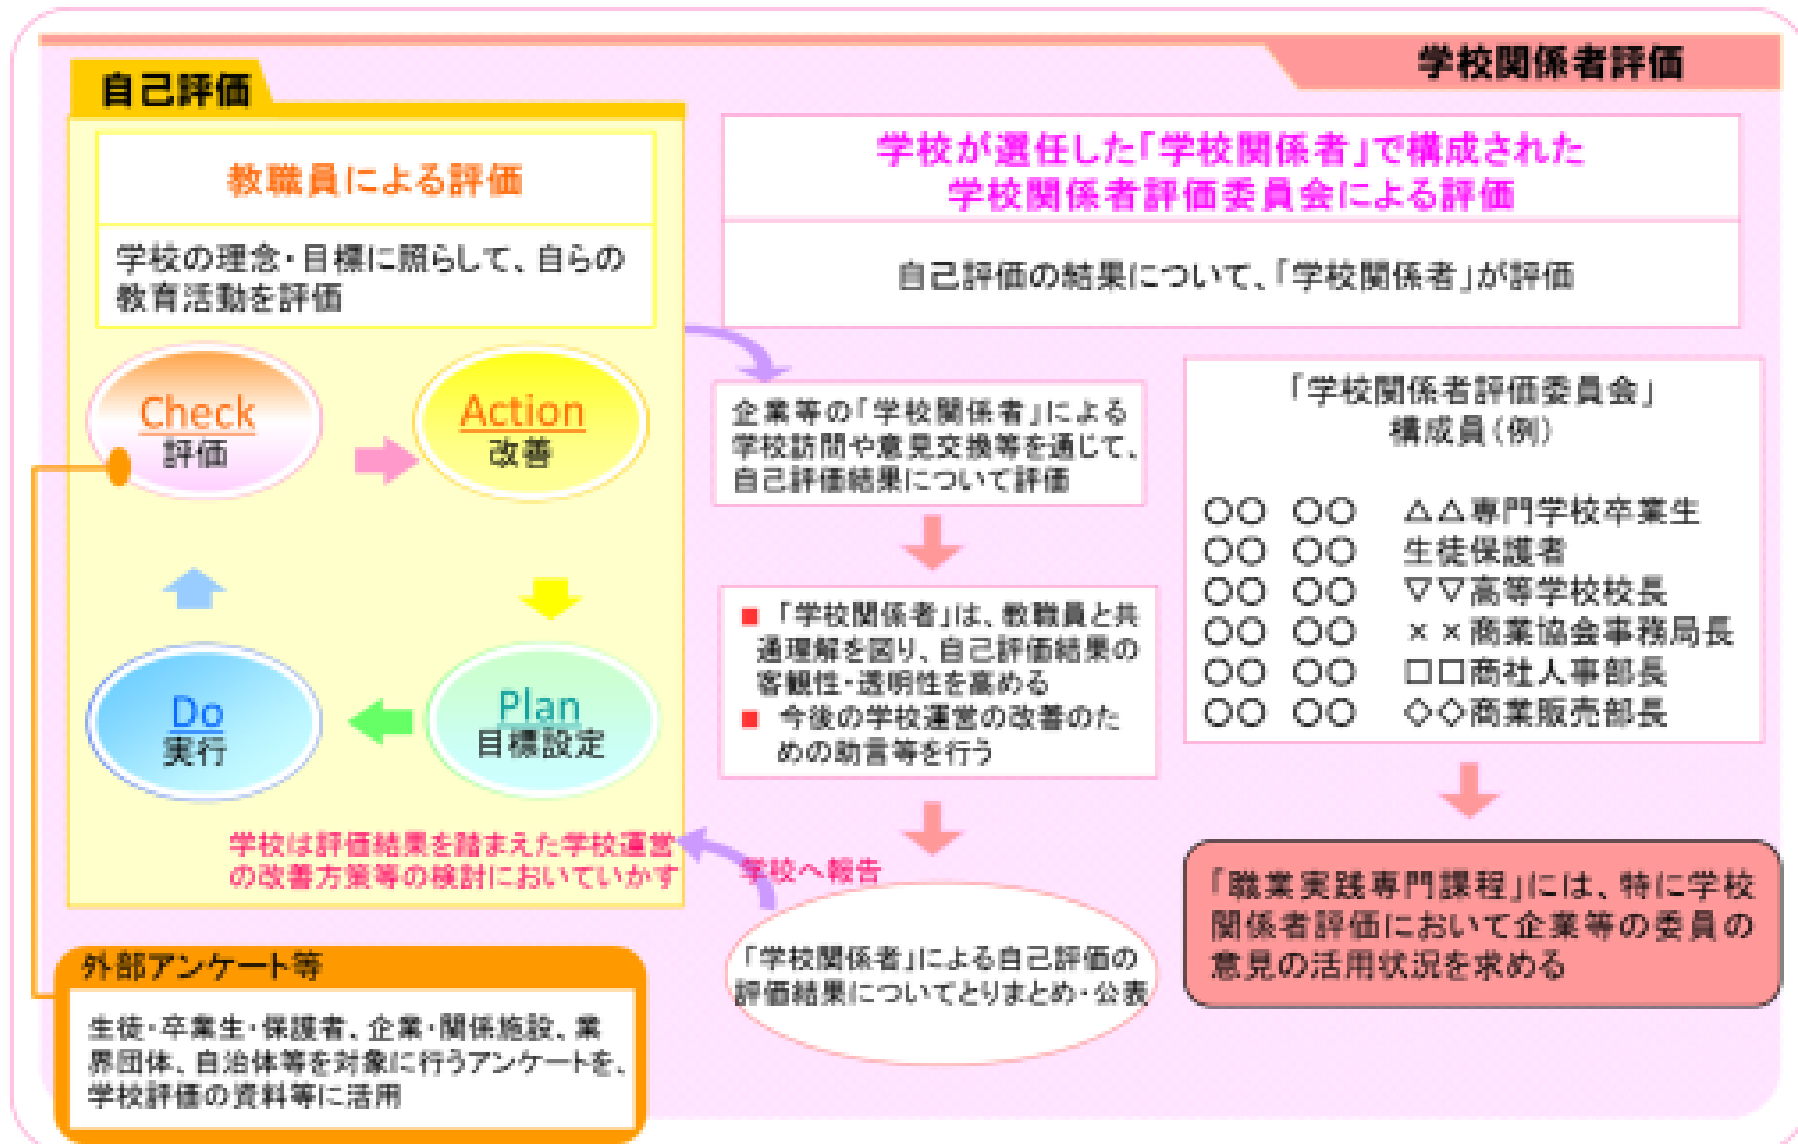 学校関係者評価
自己評価
教職員による評価
学校の理念・目標に照らして、自らの
教育活動を評価
Check
評価
Action
改善
Do
実行
Plan
目標設定
学校は評価結果を踏まえた学校運営
の改善方策等の検討においていかす
外部アンケート等
生徒・卒業生・保護者、企業・関係施設、業
界団体、自治体等を対象に行うアンケートを、
学校評価の資料等に活用
学校が選任した「学校関係者」で構成された
学校関係者評価委員会による評価
自己評価の結果について、「学校関係者」が評価
企業等の「学校関係者」による
学校訪問や意見交換等を通じて、
自己評価結果について評価
■ 「学校関係者」は、教職員と共
通理解を図り、自己評価結果の
客観性・透明性を高める
■ 今後の学校運営の改善のた
めの助言等を行う
学校へ報告
「学校関係者」による自己評価の
評価結果についてとりまとめ・公表
「学校関係者評価委員会」
構成員（例）
○○ ○○ △△専門学校卒業生
○○ ○○ 生徒保護者
○○ ○○ ▽▽高等学校校長
○○ ○○ ××商業協会事務局長
○○ ○○ □□商社人事部長
○○ ○○ ◇◇商業販売部長
「職業実践専門課程」には、特に学校
関係者評価において企業等の委員の
意見の活用状況を求める